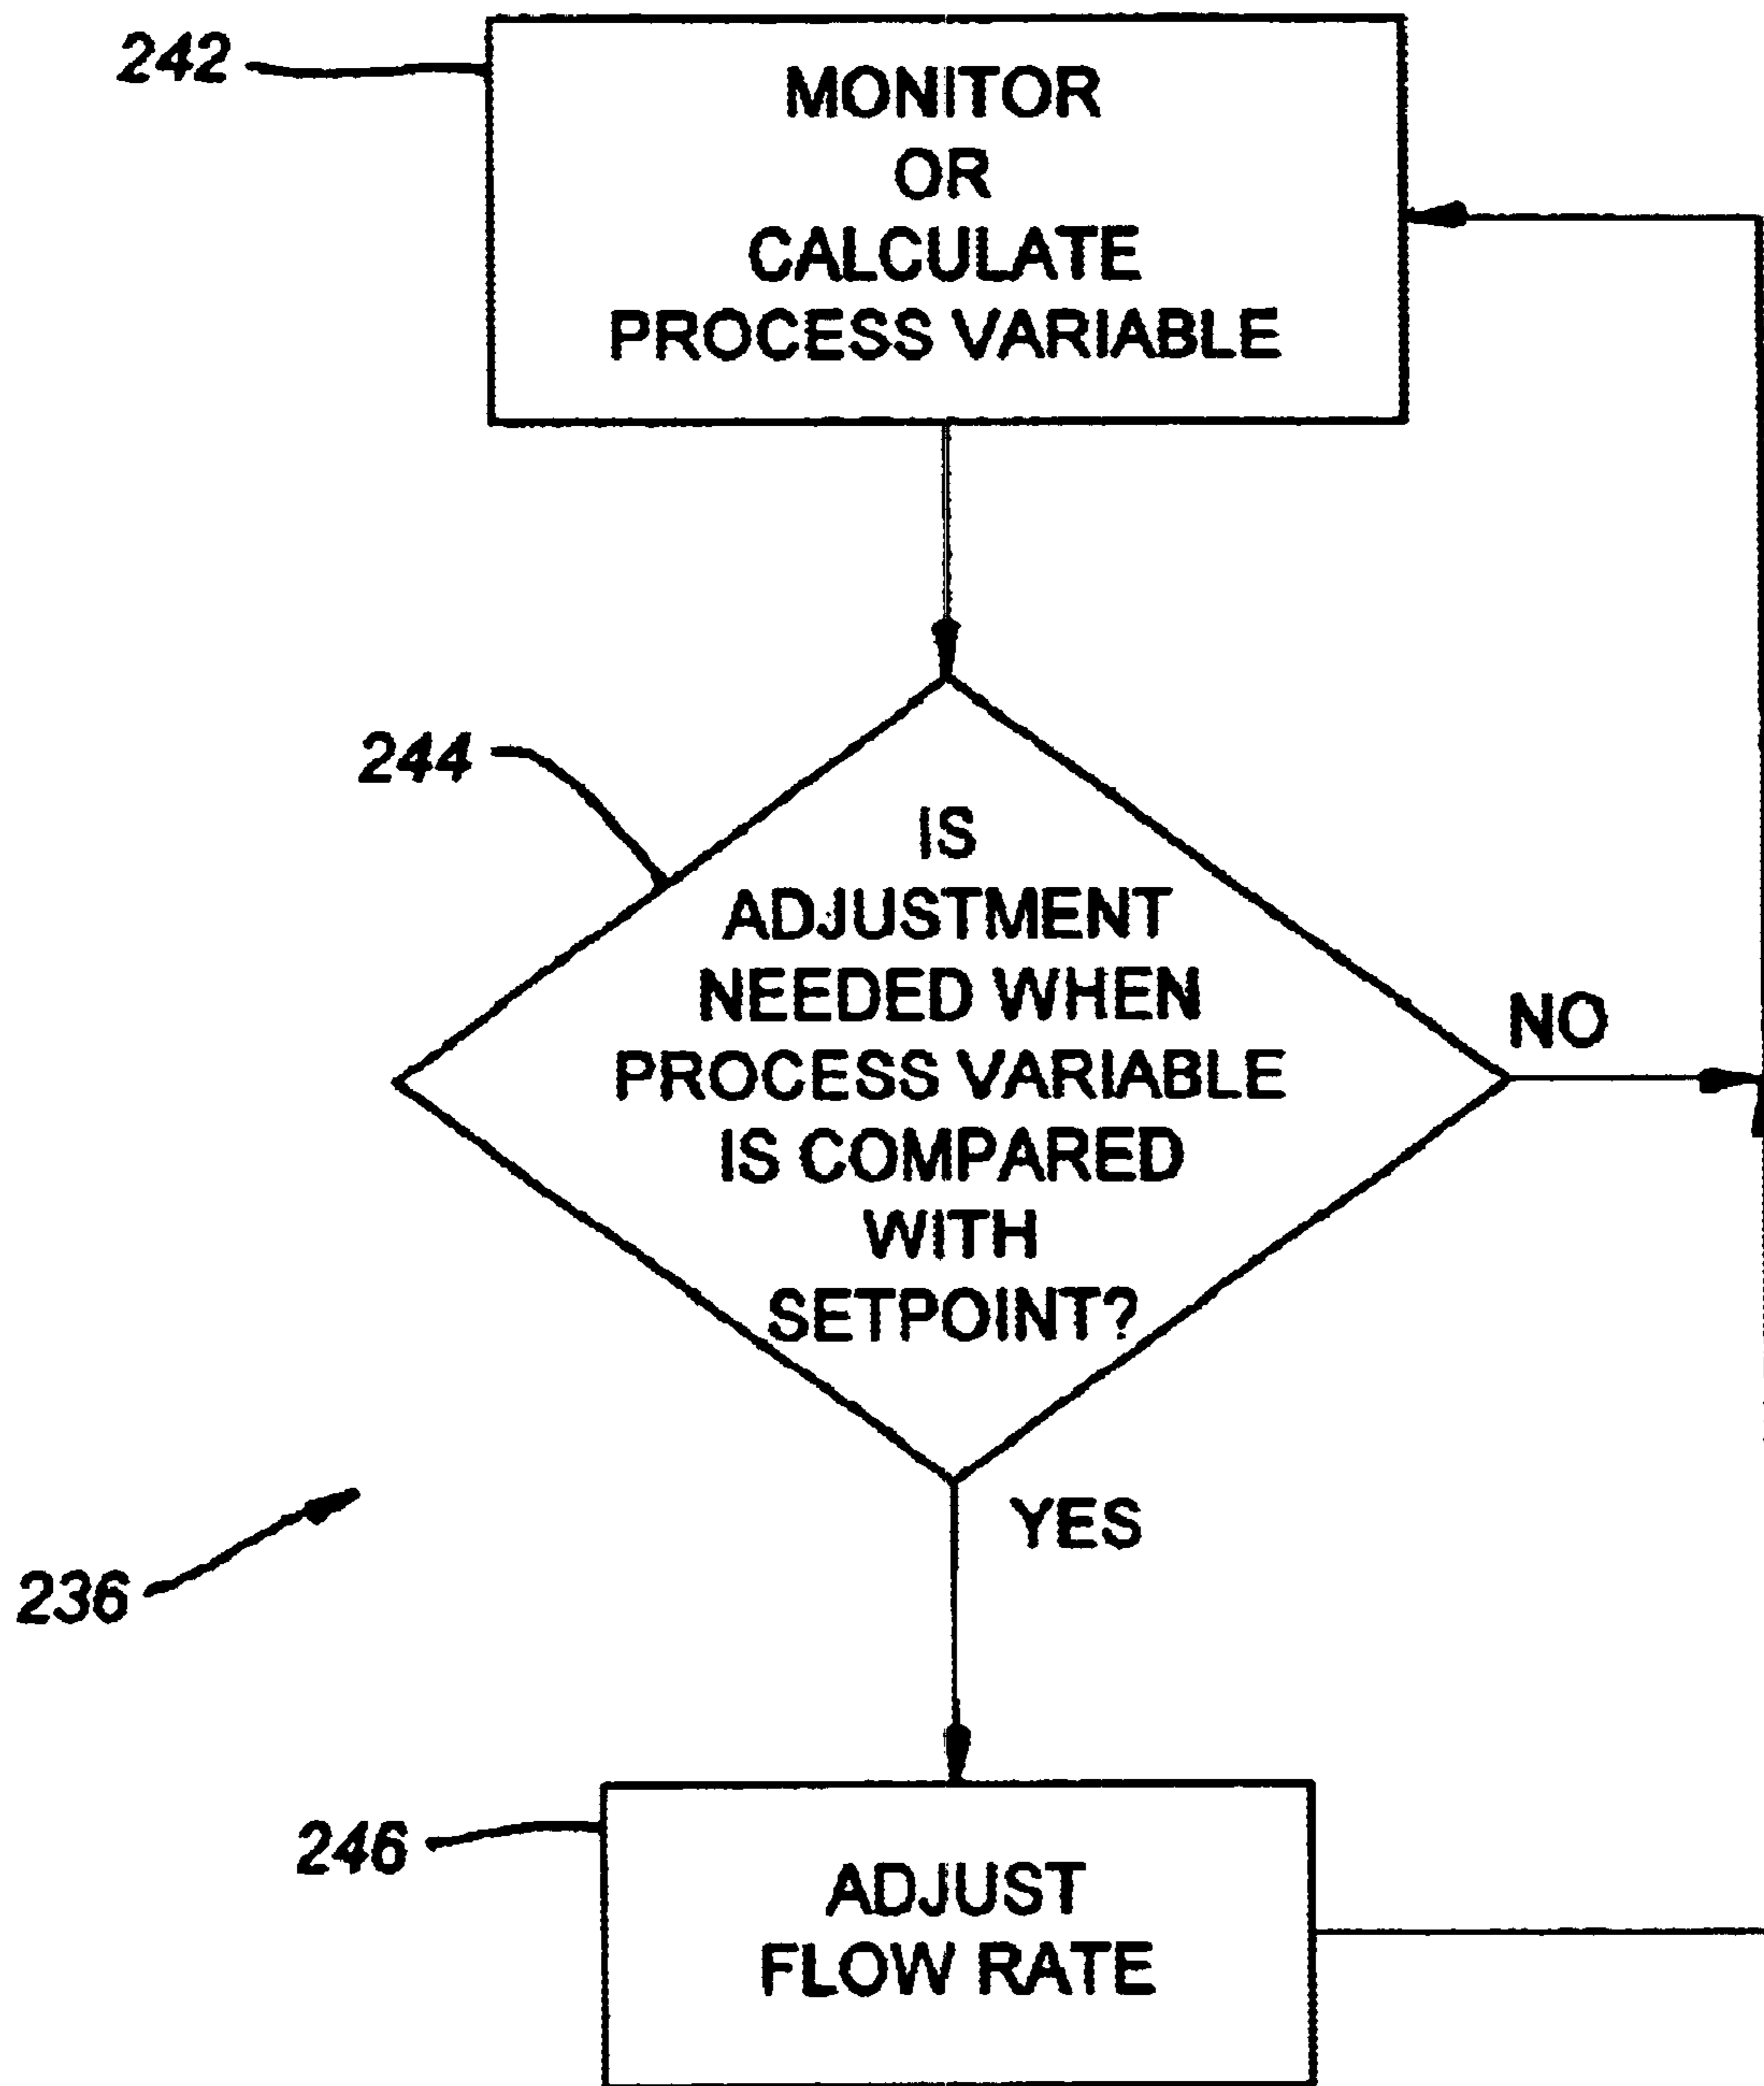 242
MONITOR
OR
CALCULATE
PROCESS VARIABLE
244
IS
ADJUSTMENT
NEEDED WHEN
PROCESS VARIABLE
IS COMPARED
WITH
SETPOINT?
NO
YES
236
246
ADJUST
FLOW RATE